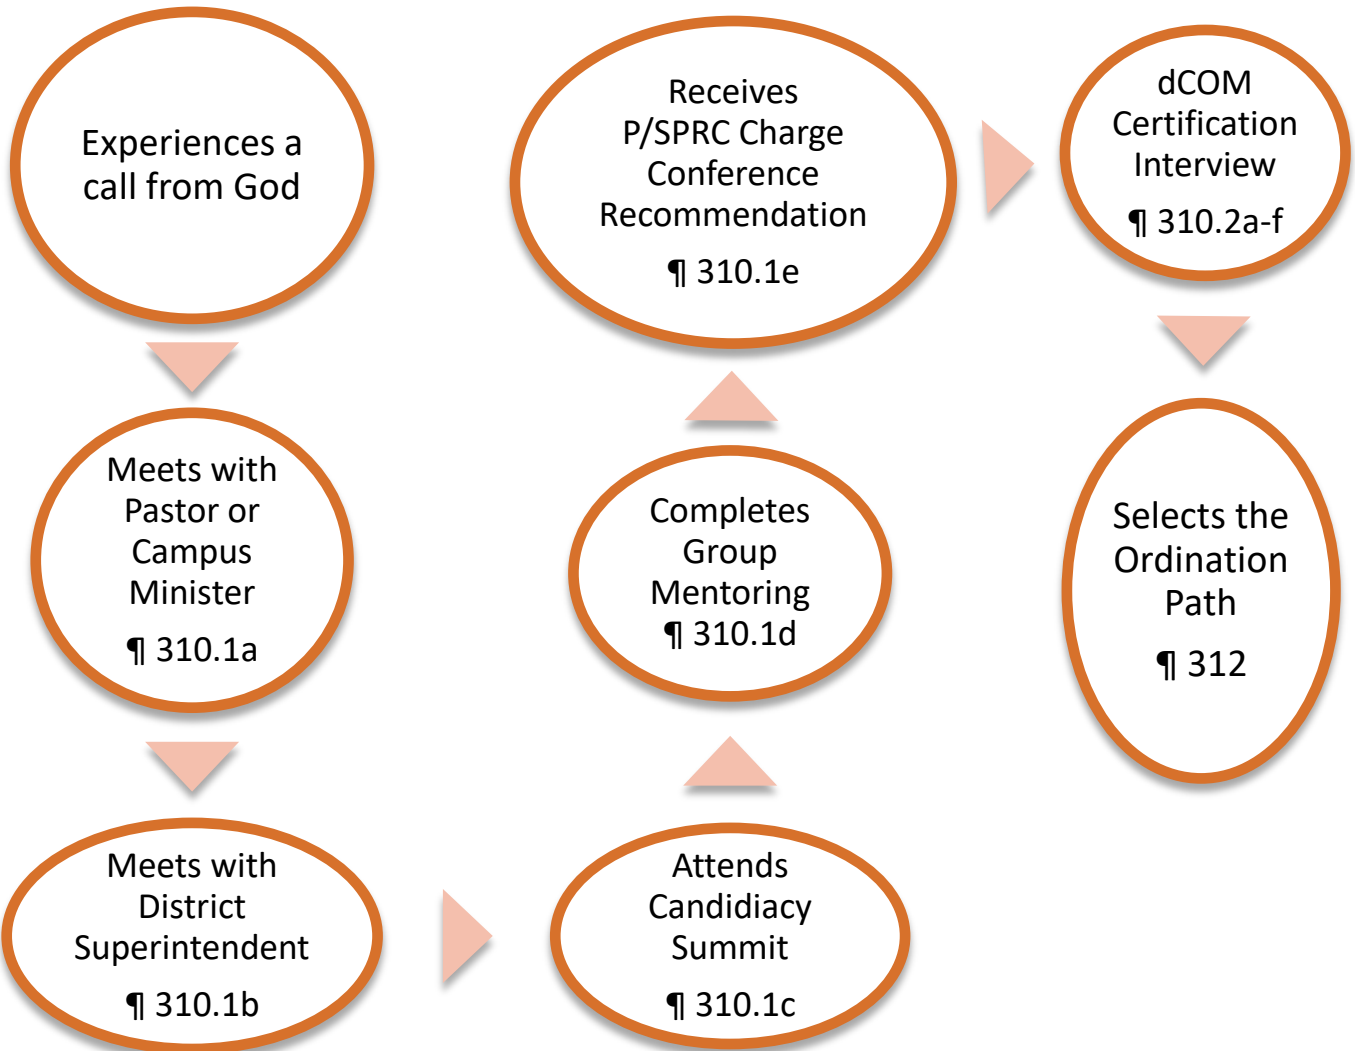 Experiences a
call from God
Meets with
Pastor or
Campus
Minister
¶ 310.1a
Meets with
District
Superintendent
¶ 310.1b
Attends
Candidiacy
Summit
¶ 310.1c
Completes
Group
Mentoring
¶ 310.1d
Receives
P/SPRC Charge
Conference
Recommendation
¶ 310.1e
dCOM
Certification
Interview
¶ 310.2a-f
Selects the
Ordination
Path
¶ 312